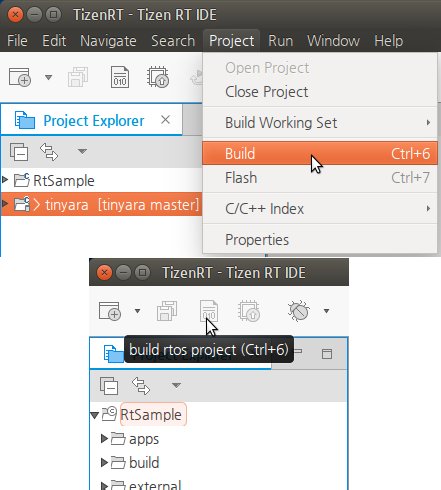 TizenRT - Tizen RT IDE
File Edit Navigate Search Project Run Window Help
Open Project
010
Close Project
Project Explorer
Build Working Set
Build Ctrl+6
RtSample
Flash Ctrl+7
> tinyara [tinyara master]
C/C++ Index
Properties
TizenRT - Tizen RT IDE
010
build rtos project (Ctrl+6)
RtSample
apps
build
external